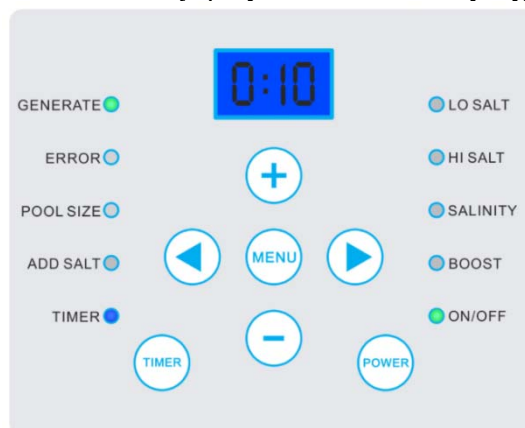 0:10
GENERATE
LO SALT
ERROR
HI SALT
POOL SIZE
SALINITY
ADD SALT
MENU
BOOST
TIMER
ON/OFF
TIMER
POWER